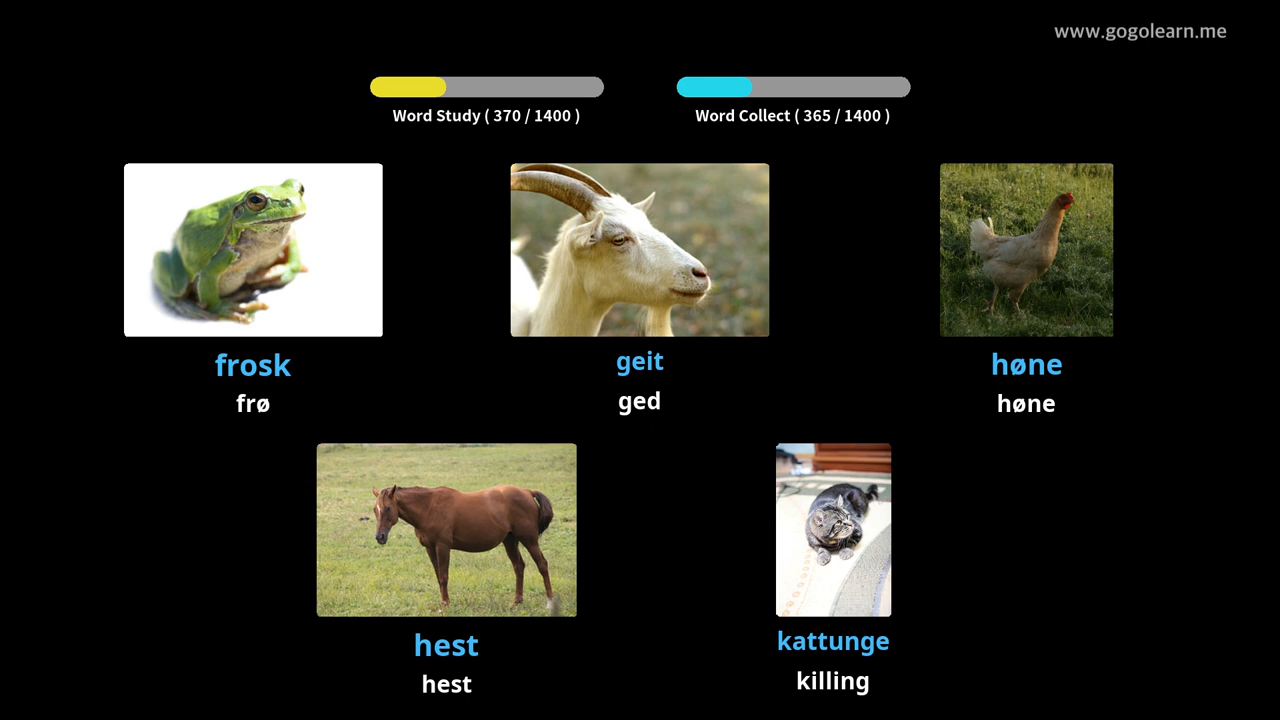 www.gogolearn.me
Word Study ( 370 / 1400 )
Word Collect ( 365 / 1400 )
frosk
frø
geit
ged
høne
høne
hest
hest
kattunge
killing